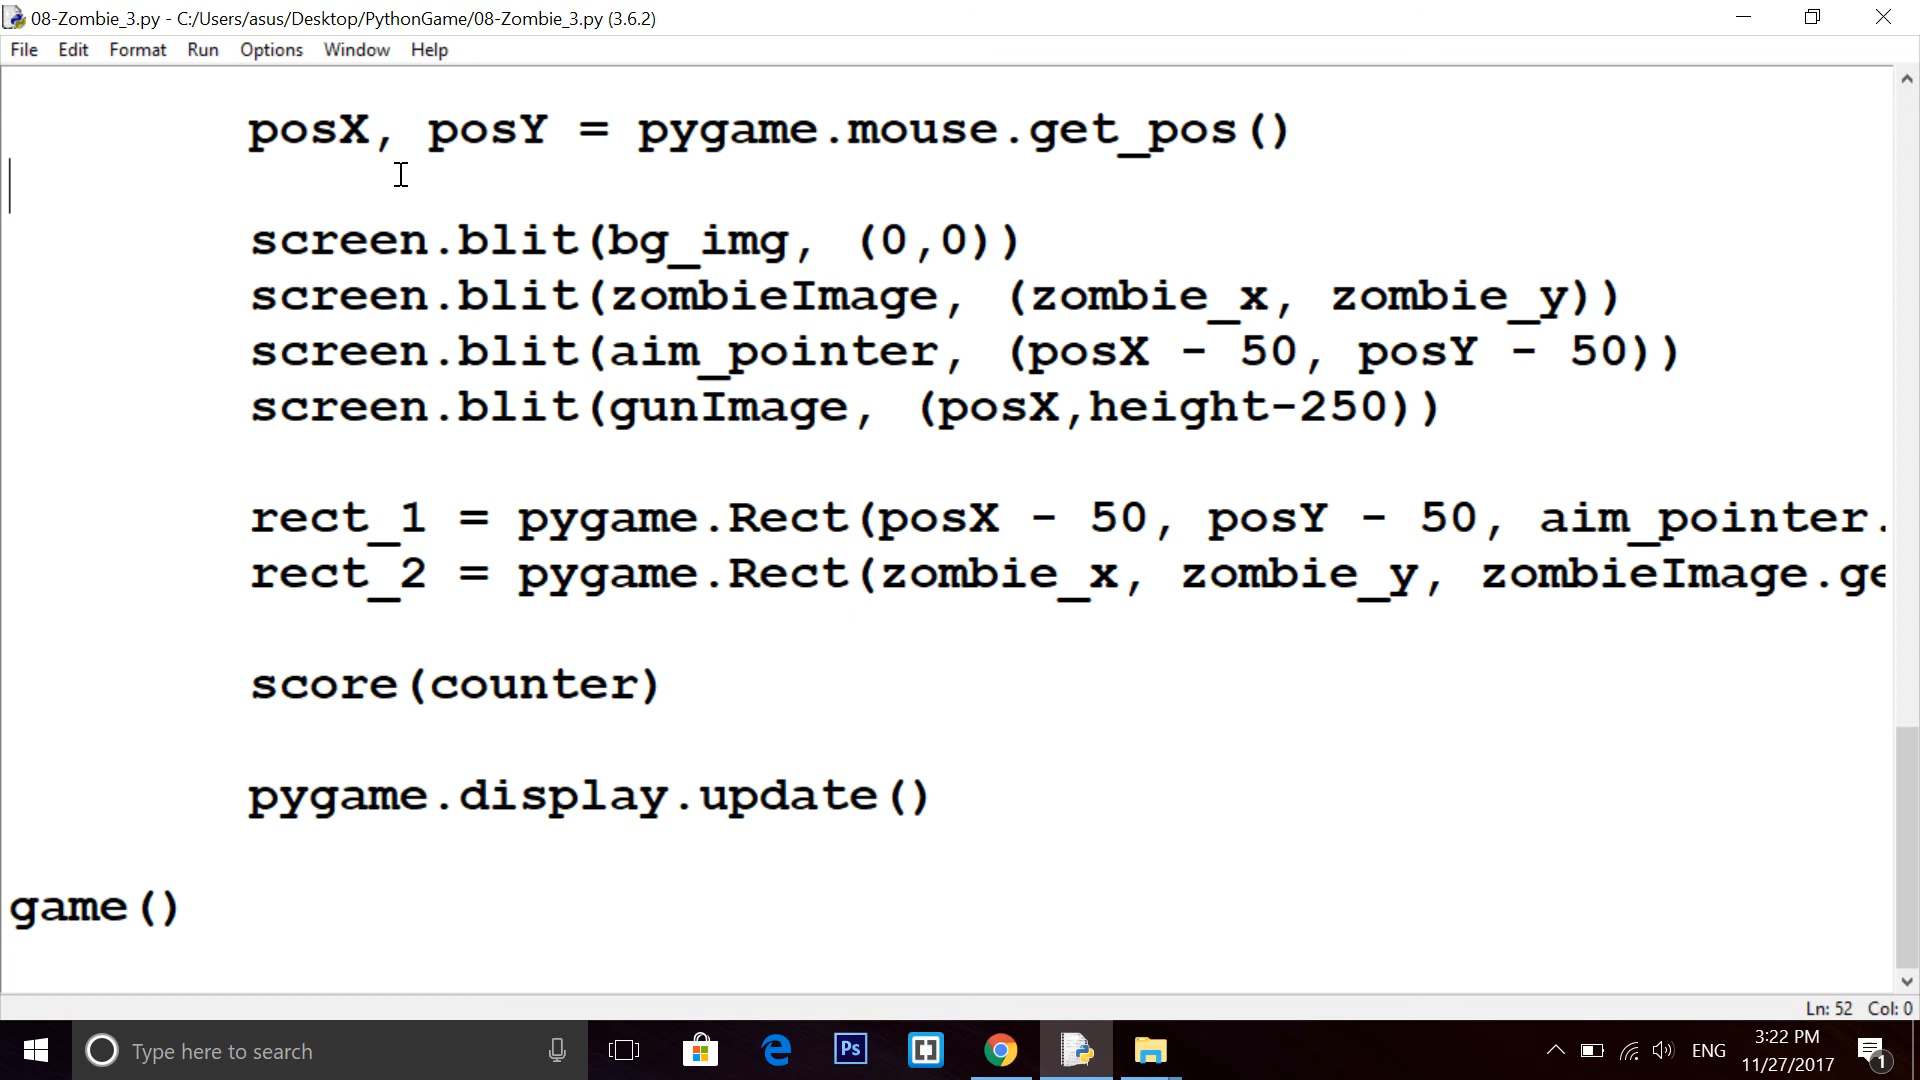 08-Zombie_3.py - C:/Users/asus/Desktop/PythonGame/08-Zombie_3.py (3.6.2)
File Edit Format Run Options Window Help
posX, posY = pygame.mouse.get_pos()
screen.blit(bg_img, (0,0))
screen.blit(zombieImage, (zombie_x, zombie_y))
screen.blit(aim_pointer, (posX - 50, posY - 50))
screen.blit(gunImage, (posX,height-250))
rect_1 = pygame.Rect(posX - 50, posY - 50, aim_pointer.
rect_2 = pygame.Rect(zombie_x, zombie_y, zombieImage.ge
score(counter)
pygame.display.update()
game()
Ln: 52 Col: 0
Type here to search
Ps
ENG
3:22 PM
11/27/2017
1